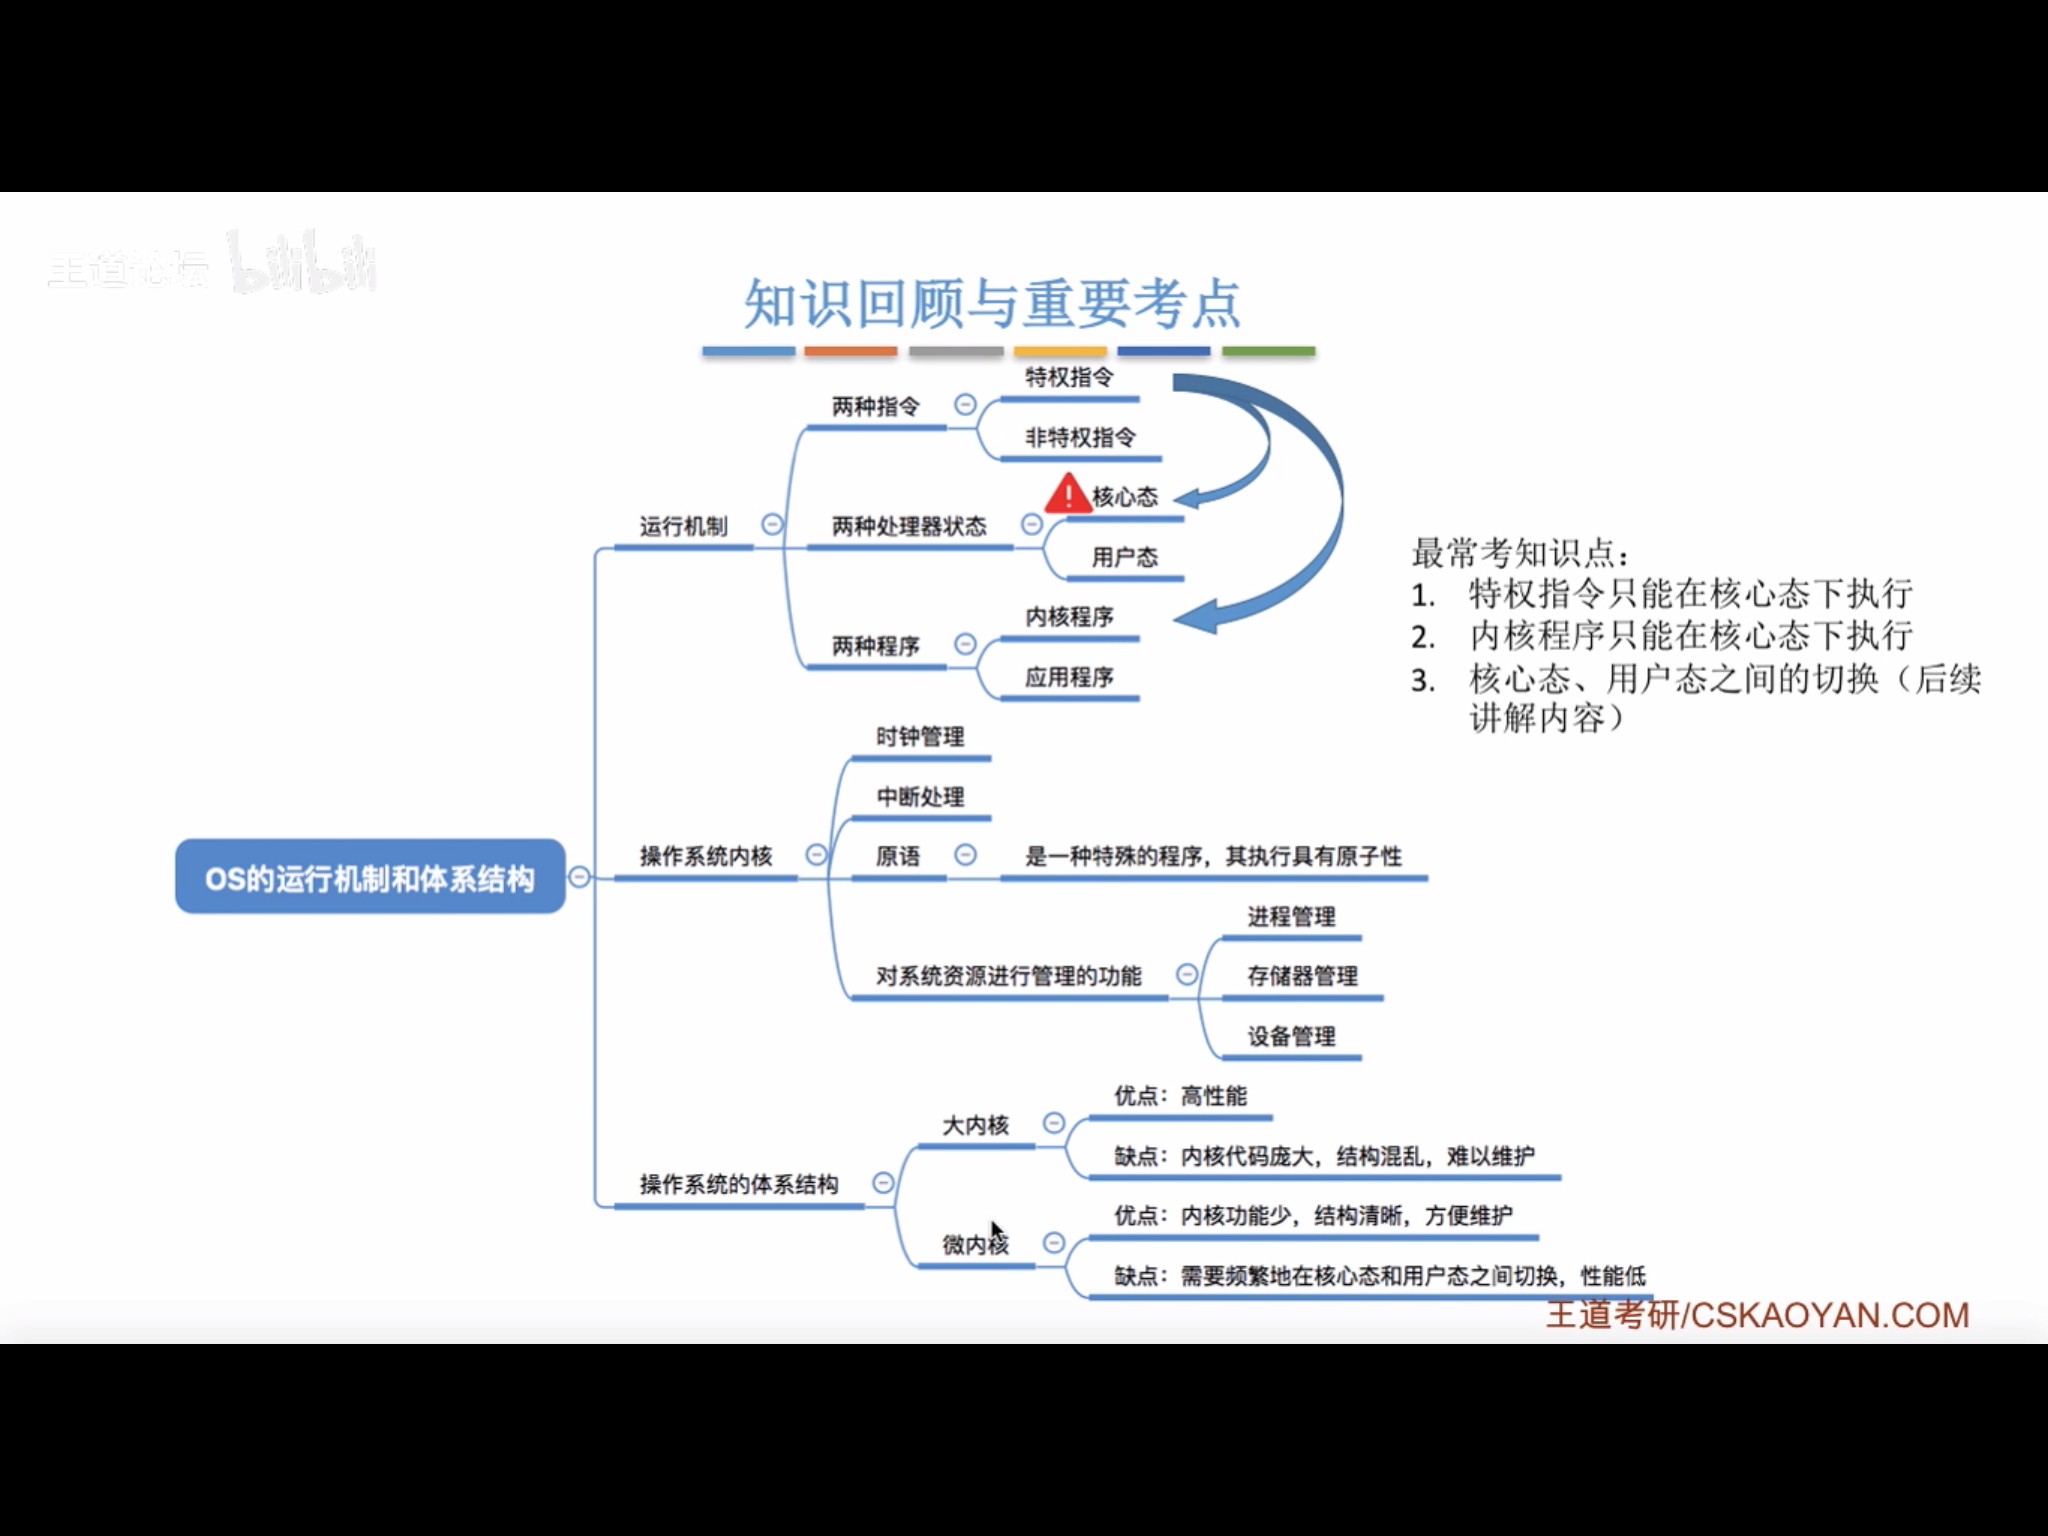 王道论坛 bilibili
知识回顾与重要考点
特权指令
两种指令
非特权指令
核心态
运行机制
两种处理器状态
用户态
内核程序
两种程序
应用程序
最常考知识点：
1. 特权指令只能在核心态下执行
2. 内核程序只能在核心态下执行
3. 核心态、用户态之间的切换（后续
讲解内容）
时钟管理
中断处理
操作系统内核
原语
是一种特殊的程序，其执行具有原子性
OS的运行机制和体系结构
进程管理
对系统资源进行管理的功能
存储器管理
设备管理
优点：高性能
大内核
缺点：内核代码庞大，结构混乱，难以维护
操作系统的体系结构
优点：内核功能少，结构清晰，方便维护
微内核
缺点：需要频繁地在核心态和用户态之间切换，性能低
王道考研/CSKAOYAN.COM